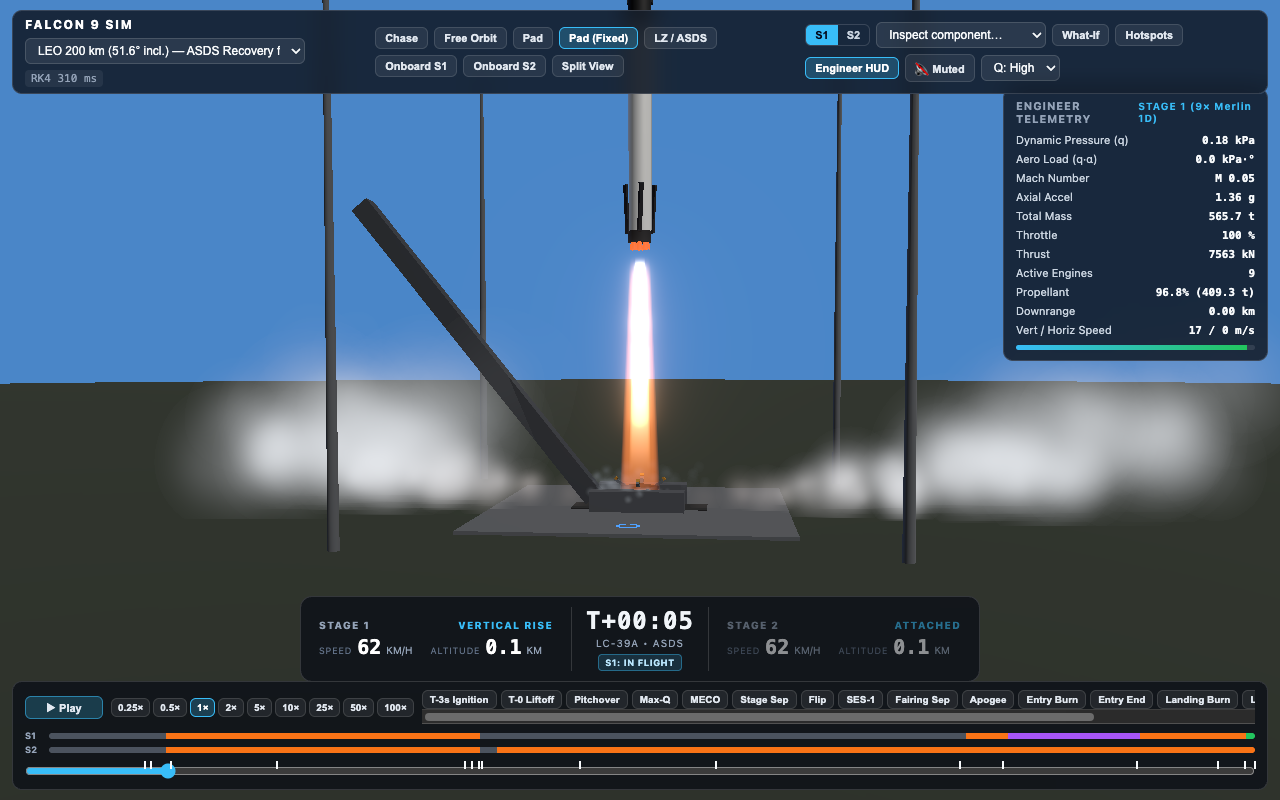 FALCON 9 SIM
LEO 200 km (51.6° incl.) — ASDS Recovery f
RK4 310 ms
Chase Free Orbit Pad Pad (Fixed) LZ / ASDS
Onboard S1 Onboard S2 Split View
S1 S2 Inspect component... What-If Hotspots
Engineer HUD Muted Q: High
ENGINEER TELEMETRY STAGE 1 (9× Merlin 1D)
Dynamic Pressure (q) 0.18 kPa
Aero Load (q·α) 0.0 kPa·°
Mach Number M 0.05
Axial Accel 1.36 g
Total Mass 565.7 t
Throttle 100 %
Thrust 7563 kN
Active Engines 9
Propellant 96.8% (409.3 t)
Downrange 0.00 km
Vert / Horiz Speed 17 / 0 m/s
STAGE 1 VERTICAL RISE
SPEED 62 KM/H ALTITUDE 0.1 KM
T+00:05
LC-39A • ASDS
S1: IN FLIGHT
STAGE 2 ATTACHED
SPEED 62 KM/H ALTITUDE 0.1 KM
Play 0.25× 0.5× 1× 2× 5× 10× 25× 50× 100×
T-3s Ignition T-0 Liftoff Pitchover Max-Q MECO Stage Sep Flip SES-1 Fairing Sep Apogee Entry Burn Entry End Landing Burn L
S1
S2